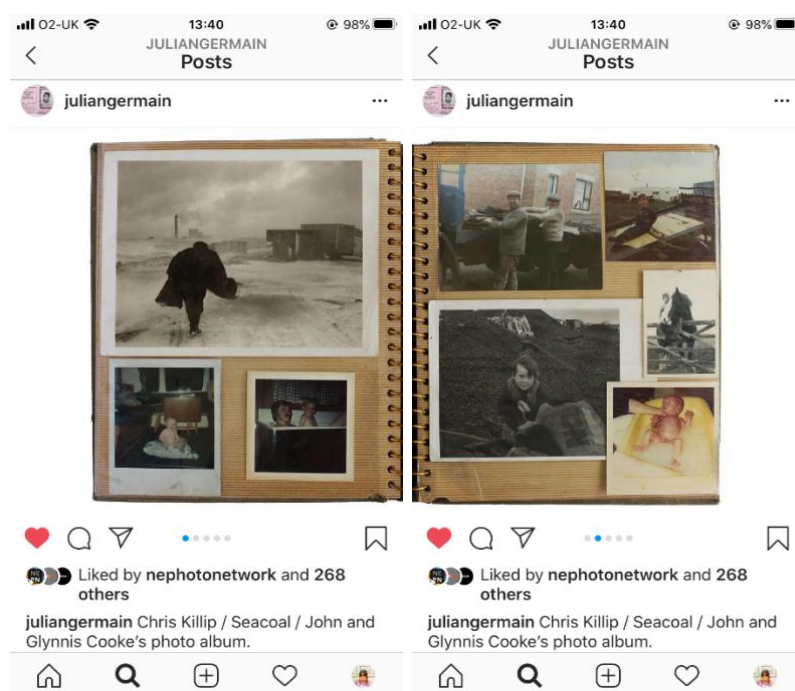 O2-UK 13:40 98%
JULIANGERMAIN
Posts
juliangermain
Liked by nephotonetwork and 268
others
juliangermain Chris Killip / Seacoal / John and
Glynnis Cooke's photo album.
O2-UK 13:40 98%
JULIANGERMAIN
Posts
juliangermain
Liked by nephotonetwork and 268
others
juliangermain Chris Killip / Seacoal / John and
Glynnis Cooke's photo album.